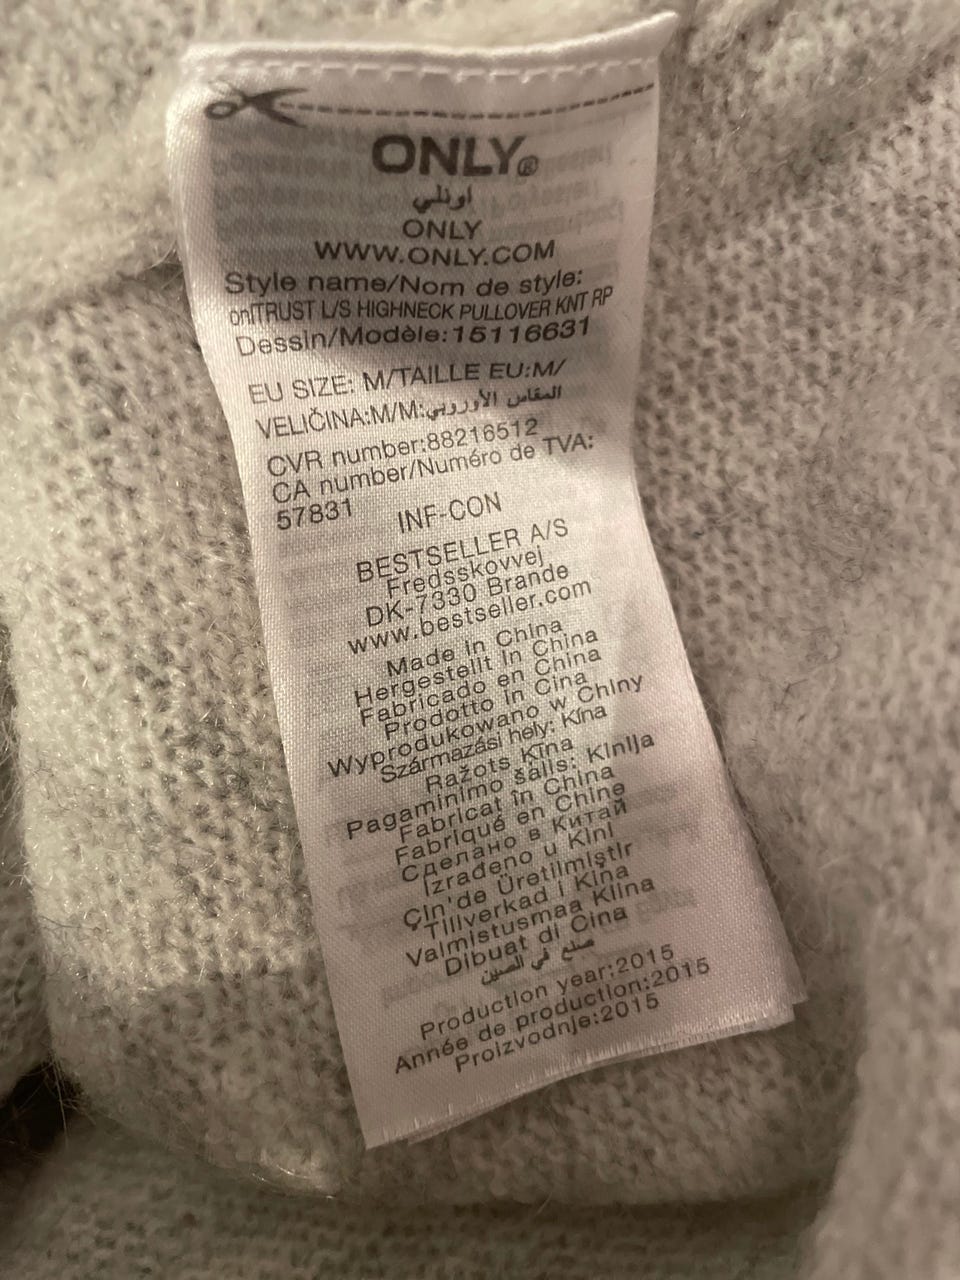 ONLY®
اونلي
ONLY
WWW.ONLY.COM
Style name/Nom de style:
onlTRUST L/S HIGHNECK PULLOVER KNT RP
Dessin/Modèle:15116631
EU SIZE: M/TAILLE EU:M/
VELIČINA:M/M:المقاس الأوروبي
CVR number:88216512
CA number/Numéro de TVA:
57831
INF-CON
BESTSELLER A/S
Fredsskovvej
DK-7330 Brande
www.bestseller.com
Made in China
Hergestellt in China
Fabricado en China
Prodotto in Cina
Wyprodukowano w Chiny
Származási hely: Kína
Ražots Ķīna
Pagaminimo šalis: Kinija
Fabricat în China
Fabriqué en Chine
Сделано в Китай
Izrađeno u Kini
Çin'de Üretilmiştir
Tillverkad i Kina
Valmistusmaa Kiina
Dibuat di Cina
صنع في الصين
Production year:2015
Année de production:2015
Proizvodnje:2015